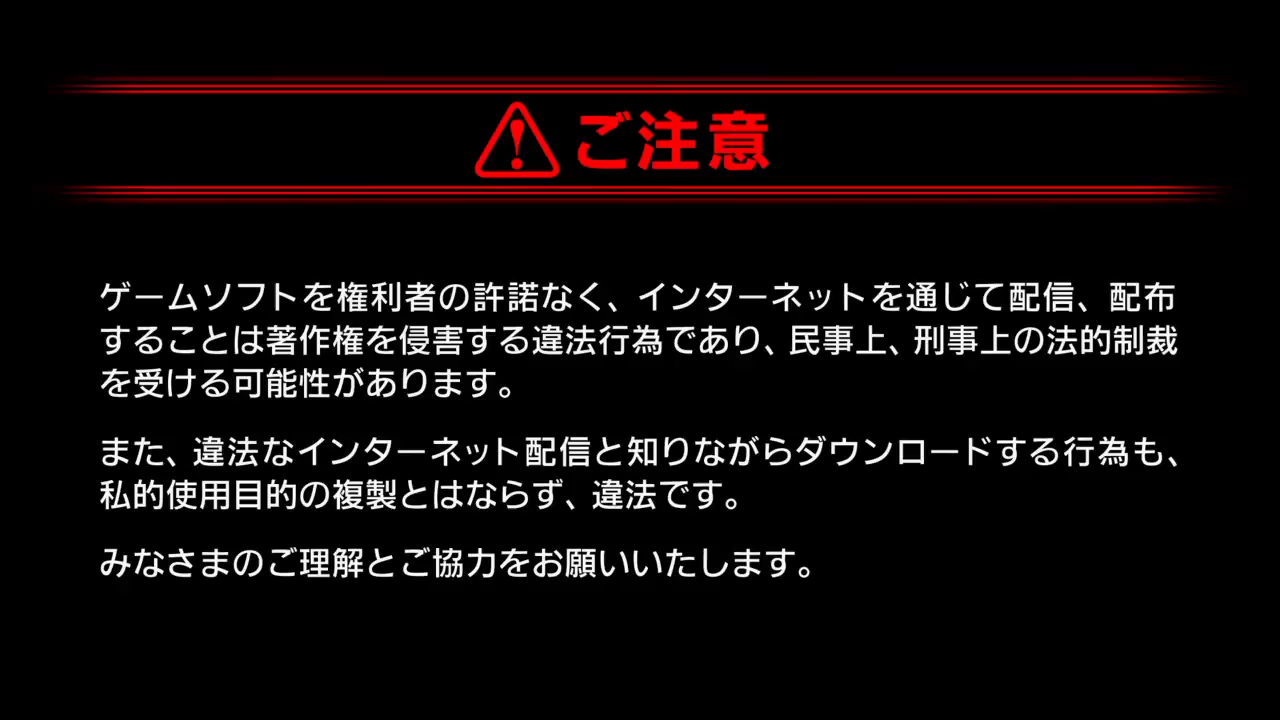 ご注意
ゲームソフトを権利者の許諾なく、インターネットを通じて配信、配布
することは著作権を侵害する違法行為であり、民事上、刑事上の法的制裁
を受ける可能性があります。
また、違法なインターネット配信と知りながらダウンロードする行為も、
私的使用目的の複製とはならず、違法です。
みなさまのご理解とご協力をお願いいたします。